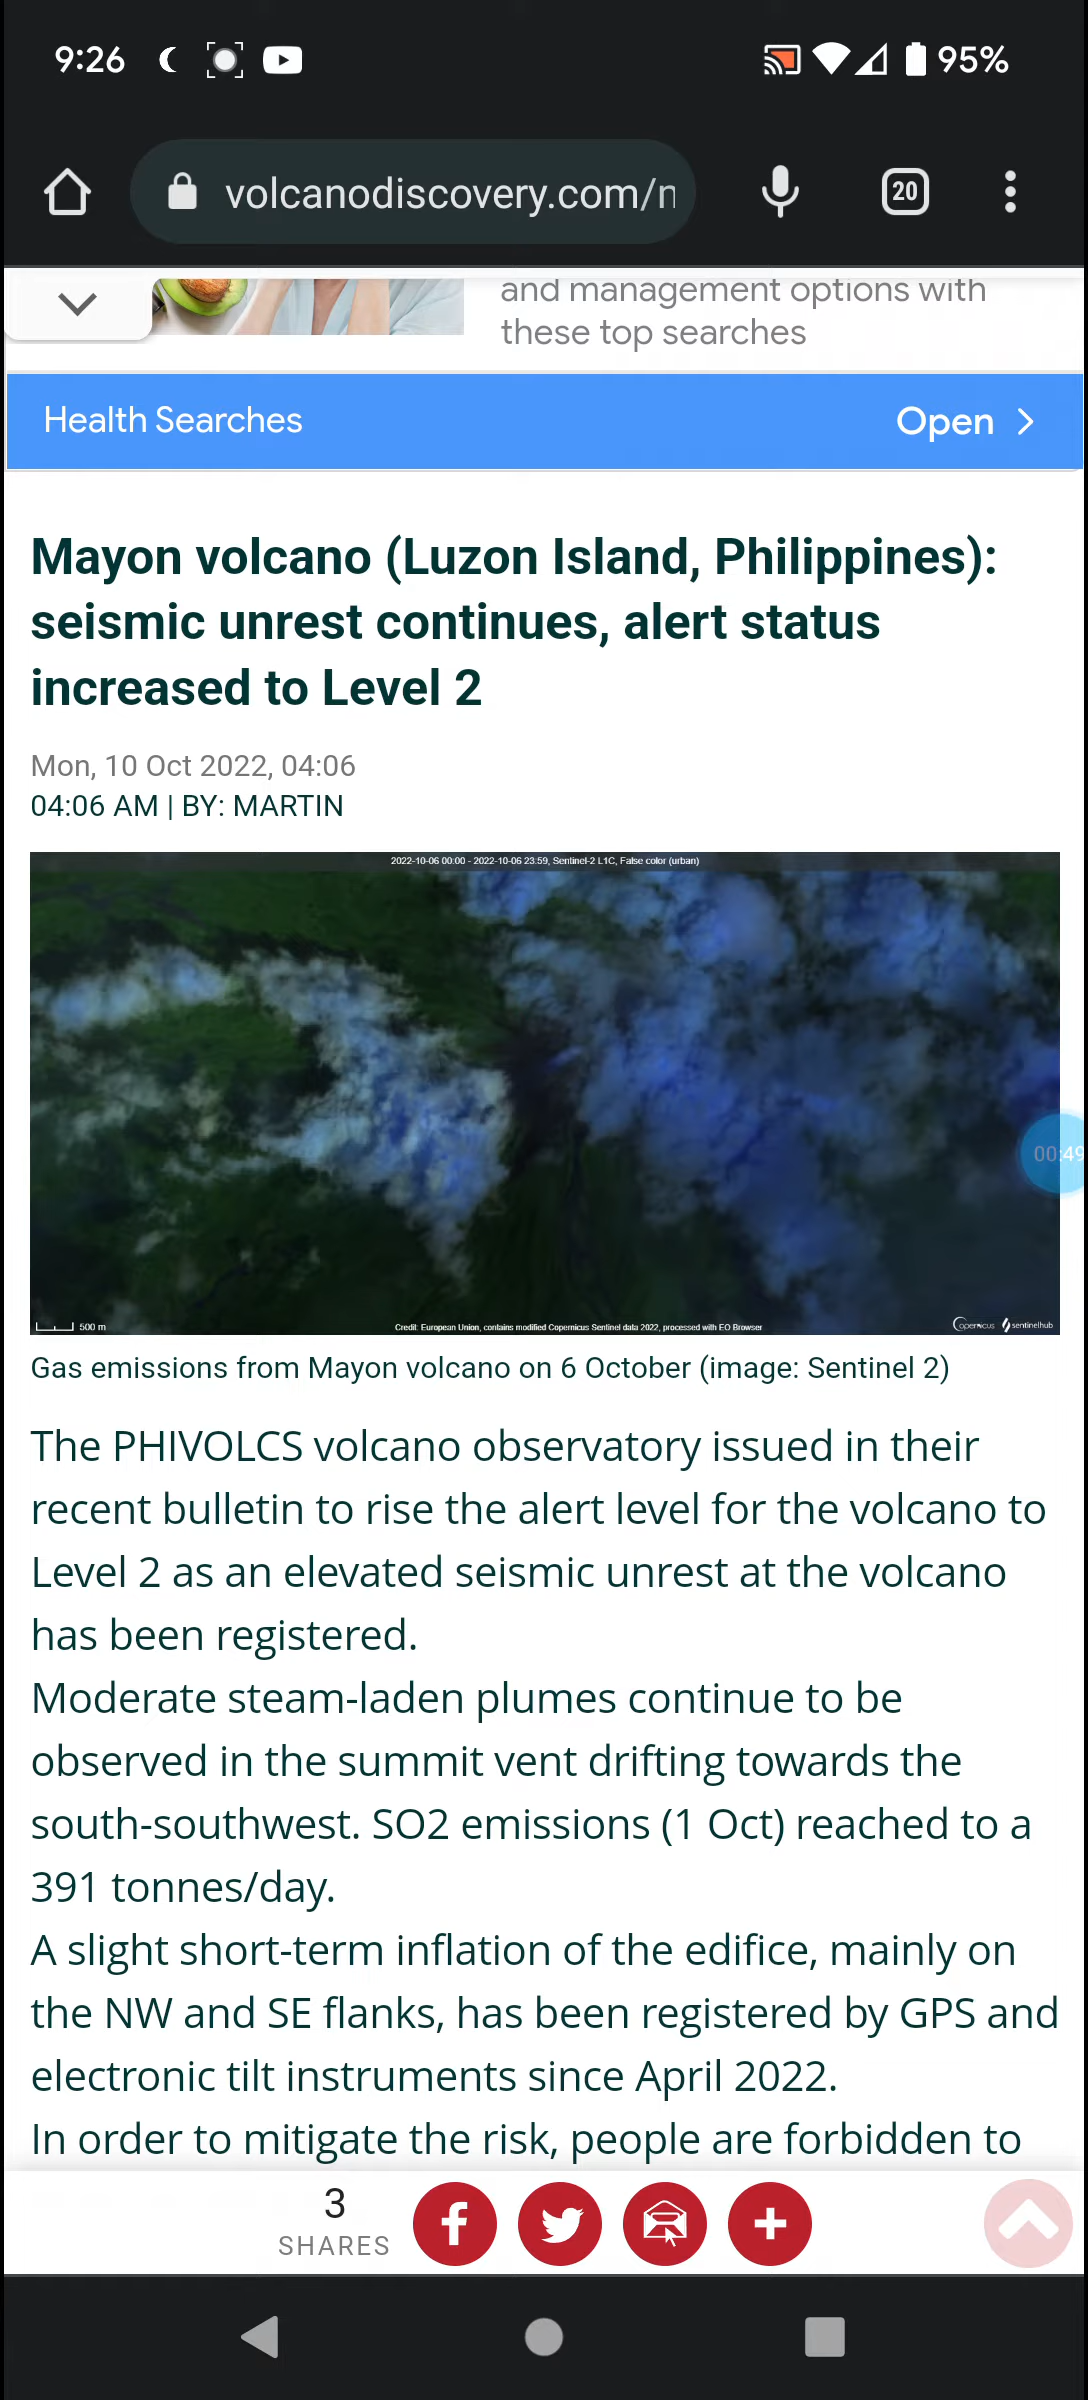 9:26
95%
volcanodiscovery.com/n
20
and management options with
these top searches
Health Searches
Open
Mayon volcano (Luzon Island, Philippines):
seismic unrest continues, alert status
increased to Level 2
Mon, 10 Oct 2022, 04:06
04:06 AM | BY: MARTIN
2022-10-06 00:00 - 2022-10-06 23:59, Sentinel-2 L1C, False color (urban)
00:49
500 m
Credit: European Union, contains modified Copernicus Sentinel data 2022, processed with EO Browser
Copernicus
sentinelhub
Gas emissions from Mayon volcano on 6 October (image: Sentinel 2)
The PHIVOLCS volcano observatory issued in their
recent bulletin to rise the alert level for the volcano to
Level 2 as an elevated seismic unrest at the volcano
has been registered.
Moderate steam-laden plumes continue to be
observed in the summit vent drifting towards the
south-southwest. SO2 emissions (1 Oct) reached to a
391 tonnes/day.
A slight short-term inflation of the edifice, mainly on
the NW and SE flanks, has been registered by GPS and
electronic tilt instruments since April 2022.
In order to mitigate the risk, people are forbidden to
3
SHARES